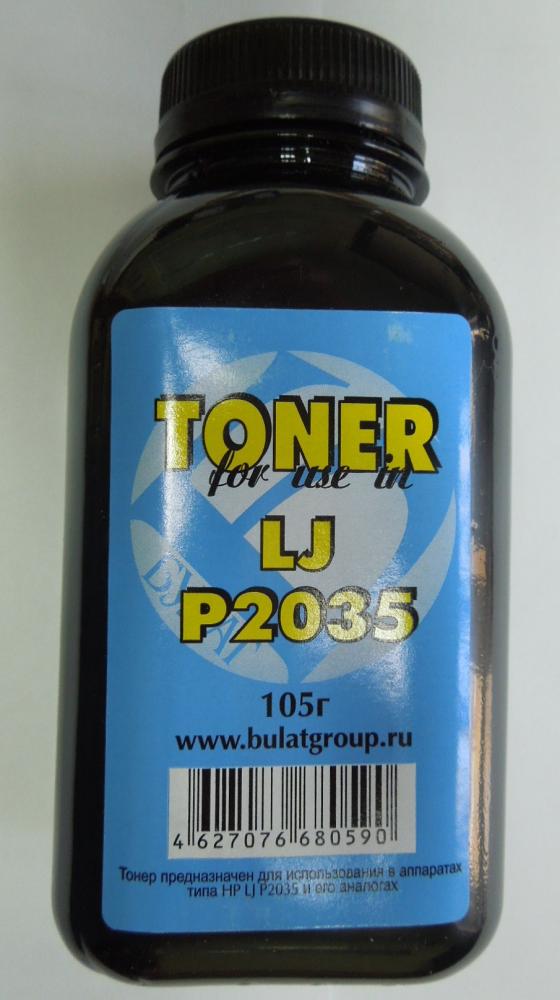 TONER
for use in
LJ
P2035
БУЛАТ
105г
www.bulatgroup.ru
4 627076 680590
Тонер предназначен для использования в аппаратах
типа HP LJ P2035 и его аналогах